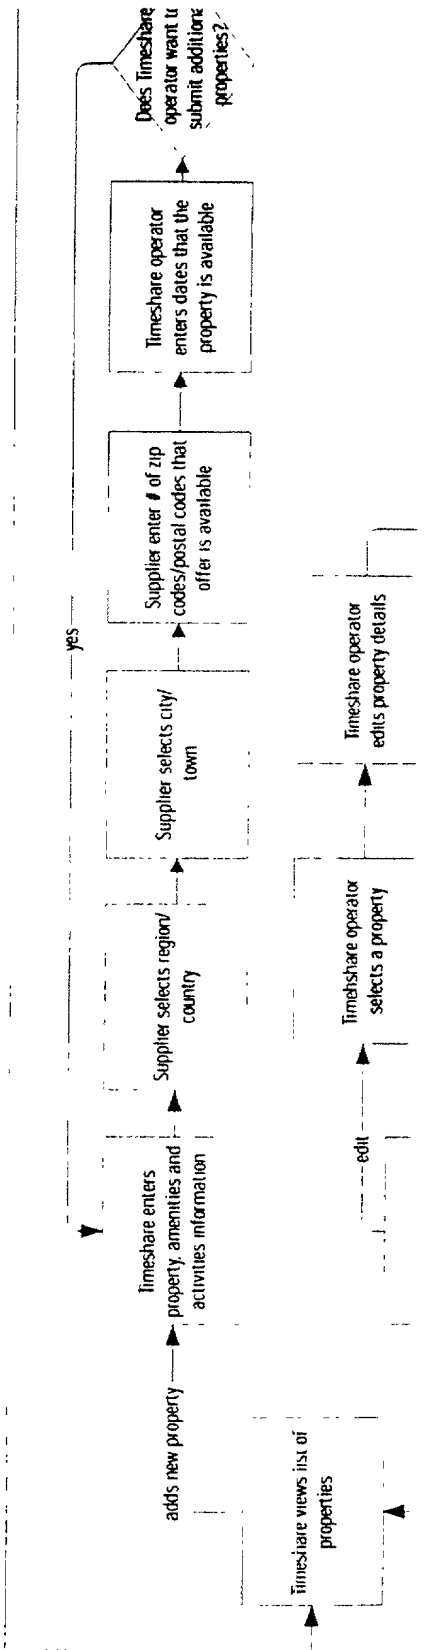 yes
Does Timeshare
operator want
submit
properties?
Timeshare operator
enters dates that the
property is available
Supplier enter # of zip
codes/postal codes that
offer is available
Supplier selects city/
town
Supplier selects region/
country
Timeshare enters
property, amenities and
activities information
adds new property
Timeshare operator
edits property details
Timehshare operator
selects a property
edit
Timeshare views list of
properties